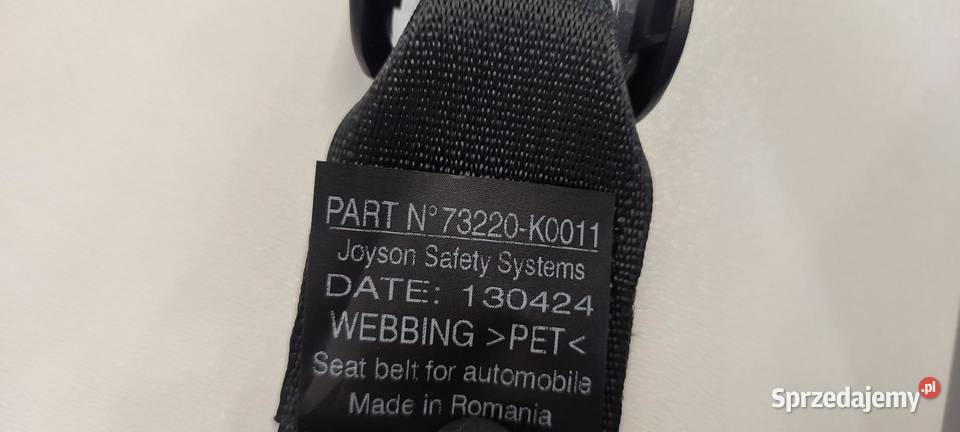 PART N° 73220-K0011
Joyson Safety Systems
DATE: 130424
WEBBING >PET<
Seat belt for automobile
Made in Romania
Sprzedajemy.pl